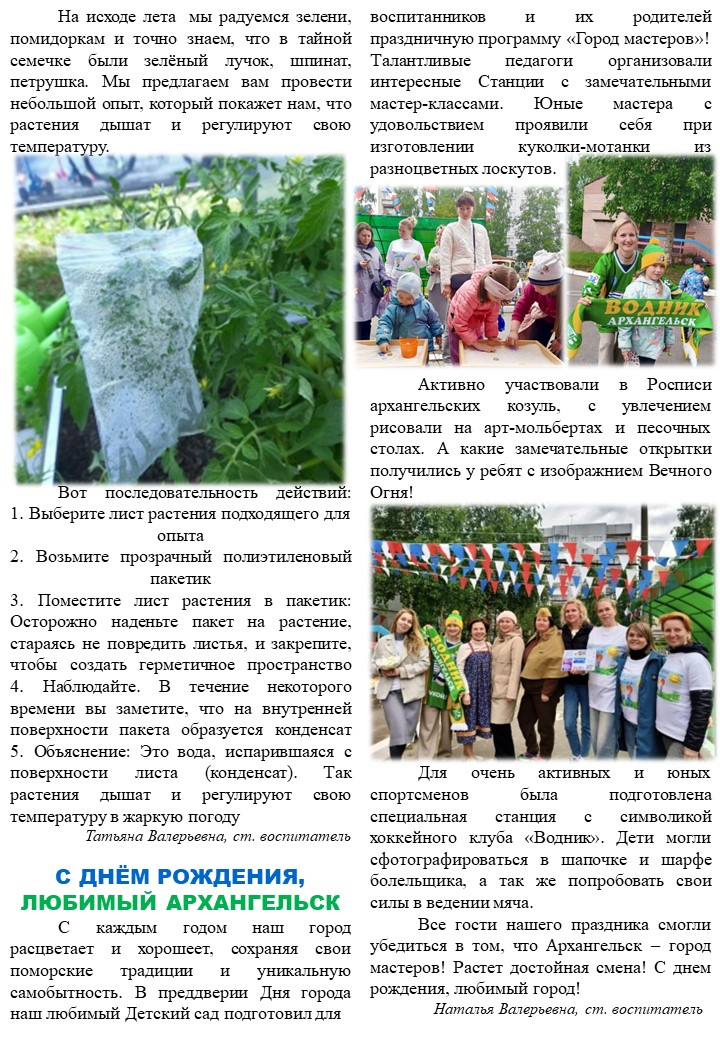 На исходе лета мы радуемся зелени,
помидоркам и точно знаем, что в тайной
семечке были зелёный лучок, шпинат,
петрушка. Мы предлагаем вам провести
небольшой опыт, который покажет нам, что
растения дышат и регулируют свою
температуру.
Вот последовательность действий:
1. Выберите лист растения подходящего для
опыта
2. Возьмите прозрачный полиэтиленовый
пакетик
3. Поместите лист растения в пакетик:
Осторожно наденьте пакет на растение,
стараясь не повредить листья, и закрепите,
чтобы создать герметичное пространство
4. Наблюдайте. В течение некоторого
времени вы заметите, что на внутренней
поверхности пакета образуется конденсат
5. Объяснение: Это вода, испарившаяся с
поверхности листа (конденсат). Так
растения дышат и регулируют свою
температуру в жаркую погоду
Татьяна Валерьевна, ст. воспитатель
С ДНЁМ РОЖДЕНИЯ,
ЛЮБИМЫЙ АРХАНГЕЛЬСК
С каждым годом наш город
расцветает и хорошеет, сохраняя свои
поморские традиции и уникальную
самобытность. В преддверии Дня города
наш любимый Детский сад подготовил для
воспитанников и их родителей
праздничную программу «Город мастеров»!
Талантливые педагоги организовали
интересные Станции с замечательными
мастер-классами. Юные мастера с
удовольствием проявили себя при
изготовлении куколки-мотанки из
разноцветных лоскутов.
ВОДНИК
АРХАНГЕЛЬСК
Активно участвовали в Росписи
архангельских козуль, с увлечением
рисовали на арт-мольбертах и песочных
столах. А какие замечательные открытки
получились у ребят с изображнием Вечного
Огня!
ВОДНИК
Для очень активных и юных
спортсменов была подготовлена
специальная станция с символикой
хоккейного клуба «Водник». Дети могли
сфотографироваться в шапочке и шарфе
болельщика, а так же попробовать свои
силы в ведении мяча.
Все гости нашего праздника смогли
убедиться в том, что Архангельск – город
мастеров! Растет достойная смена! С днем
рождения, любимый город!
Наталья Валерьевна, ст. воспитатель